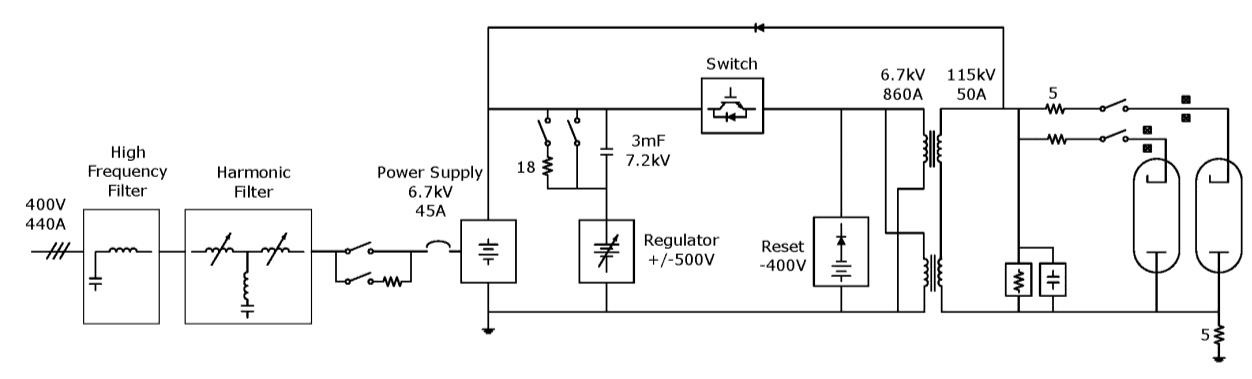 Switch
6.7kV
860A
115kV
50A
5
3mF
7.2kV
18
High
Frequency
Filter
Harmonic
Filter
Power Supply
6.7kV
45A
400V
440A
Regulator
+/-500V
Reset
-400V
5